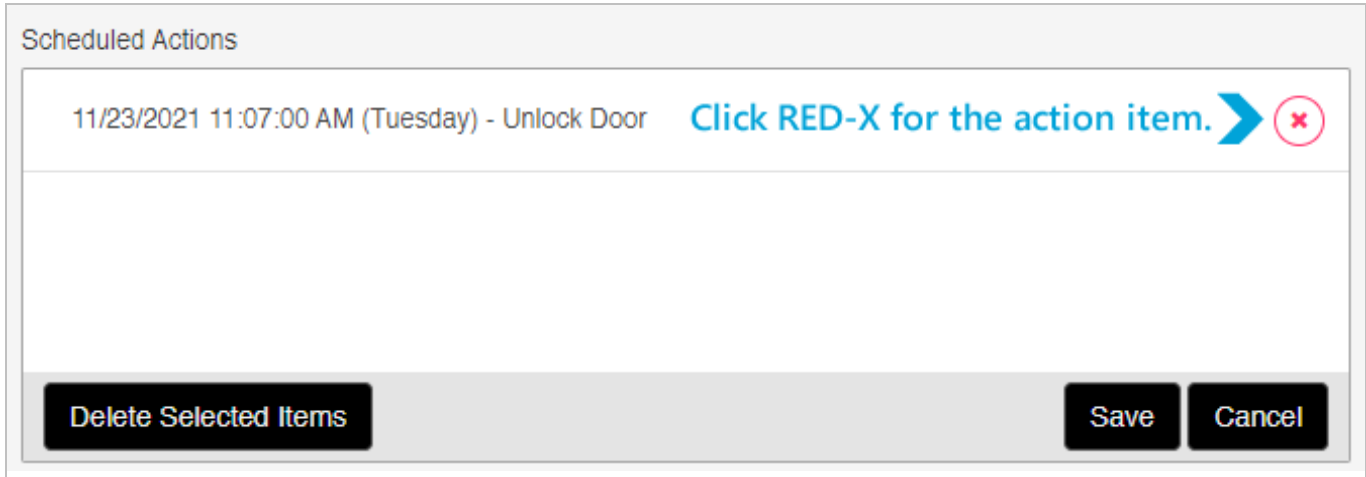 Scheduled Actions
11/23/2021 11:07:00 AM (Tuesday) - Unlock Door Click RED-X for the action item.
Delete Selected Items Save Cancel